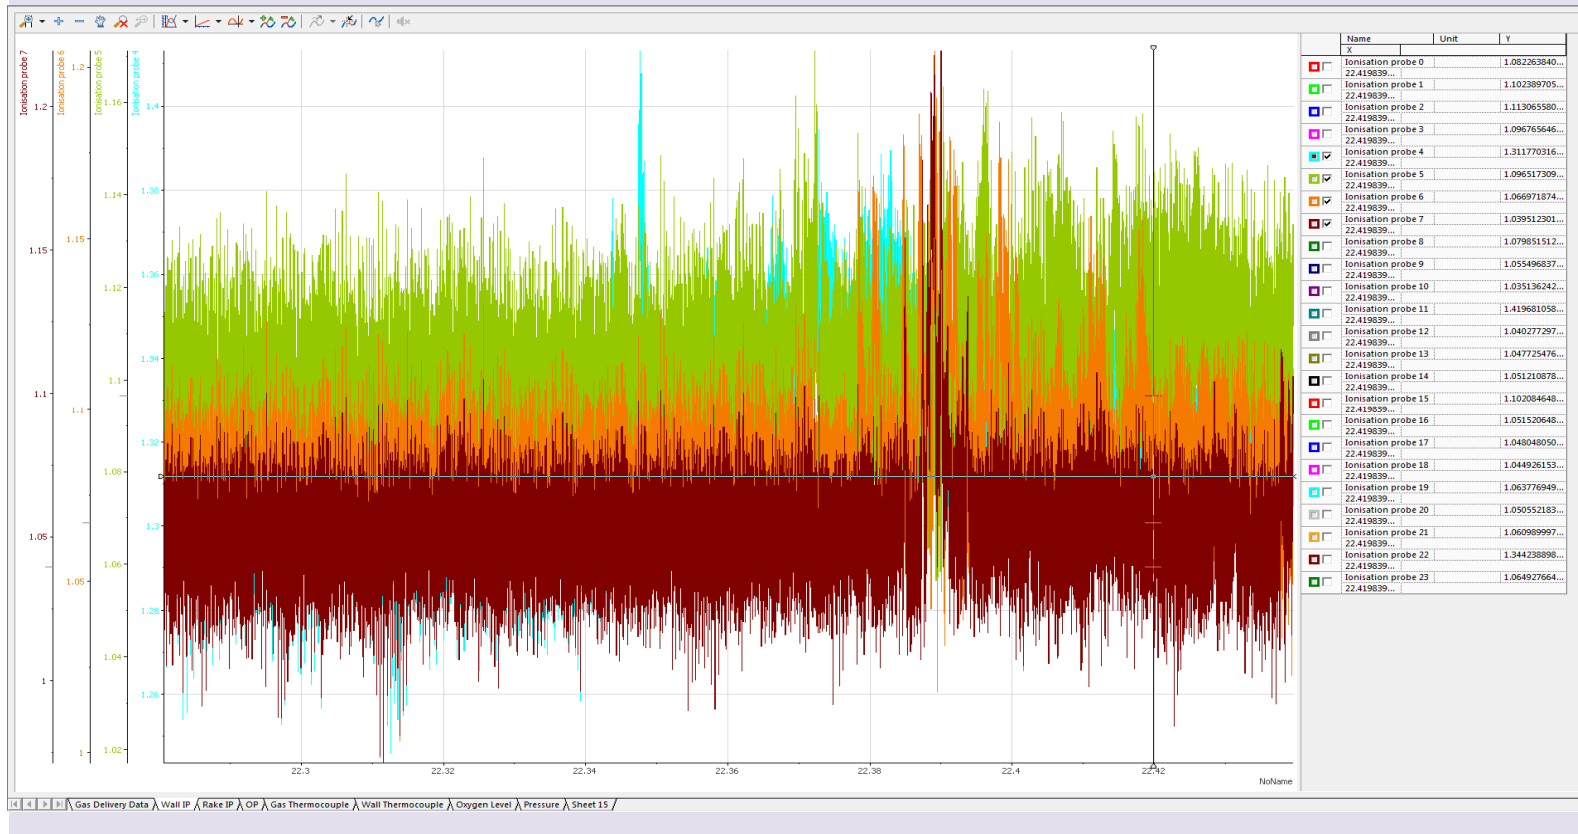 Ionisation probe 7
Ionisation probe 6
Ionisation probe 5
Ionisation probe 4
1.2
1.15
1.1
1.05
1
1.2
1.15
1.1
1.05
1
1.16
1.14
1.12
1.1
1.08
1.06
1.04
1.02
1.4
1.38
1.36
1.34
1.32
1.3
1.28
1.26
22.3 22.32 22.34 22.36 22.38 22.4 22.42
NoName
Name Unit Y
X
Ionisation probe 0 1.082263840...
22.419839...
Ionisation probe 1 1.102389705...
22.419839...
Ionisation probe 2 1.113065580...
22.419839...
Ionisation probe 3 1.096765646...
22.419839...
Ionisation probe 4 1.311770316...
22.419839...
Ionisation probe 5 1.096517309...
22.419839...
Ionisation probe 6 1.066971874...
22.419839...
Ionisation probe 7 1.039512301...
22.419839...
Ionisation probe 8 1.079851512...
22.419839...
Ionisation probe 9 1.055496837...
22.419839...
Ionisation probe 10 1.035136242...
22.419839...
Ionisation probe 11 1.419681058...
22.419839...
Ionisation probe 12 1.040277297...
22.419839...
Ionisation probe 13 1.047725476...
22.419839...
Ionisation probe 14 1.051210878...
22.419839...
Ionisation probe 15 1.102084648...
22.419839...
Ionisation probe 16 1.051520648...
22.419839...
Ionisation probe 17 1.048048050...
22.419839...
Ionisation probe 18 1.044926153...
22.419839...
Ionisation probe 19 1.063776949...
22.419839...
Ionisation probe 20 1.050552183...
22.419839...
Ionisation probe 21 1.060989997...
22.419839...
Ionisation probe 22 1.344238898...
22.419839...
Ionisation probe 23 1.064927664...
22.419839...
Gas Delivery Data Wall IP Rake IP OP Gas Thermocouple Wall Thermocouple Oxygen Level Pressure Sheet 15